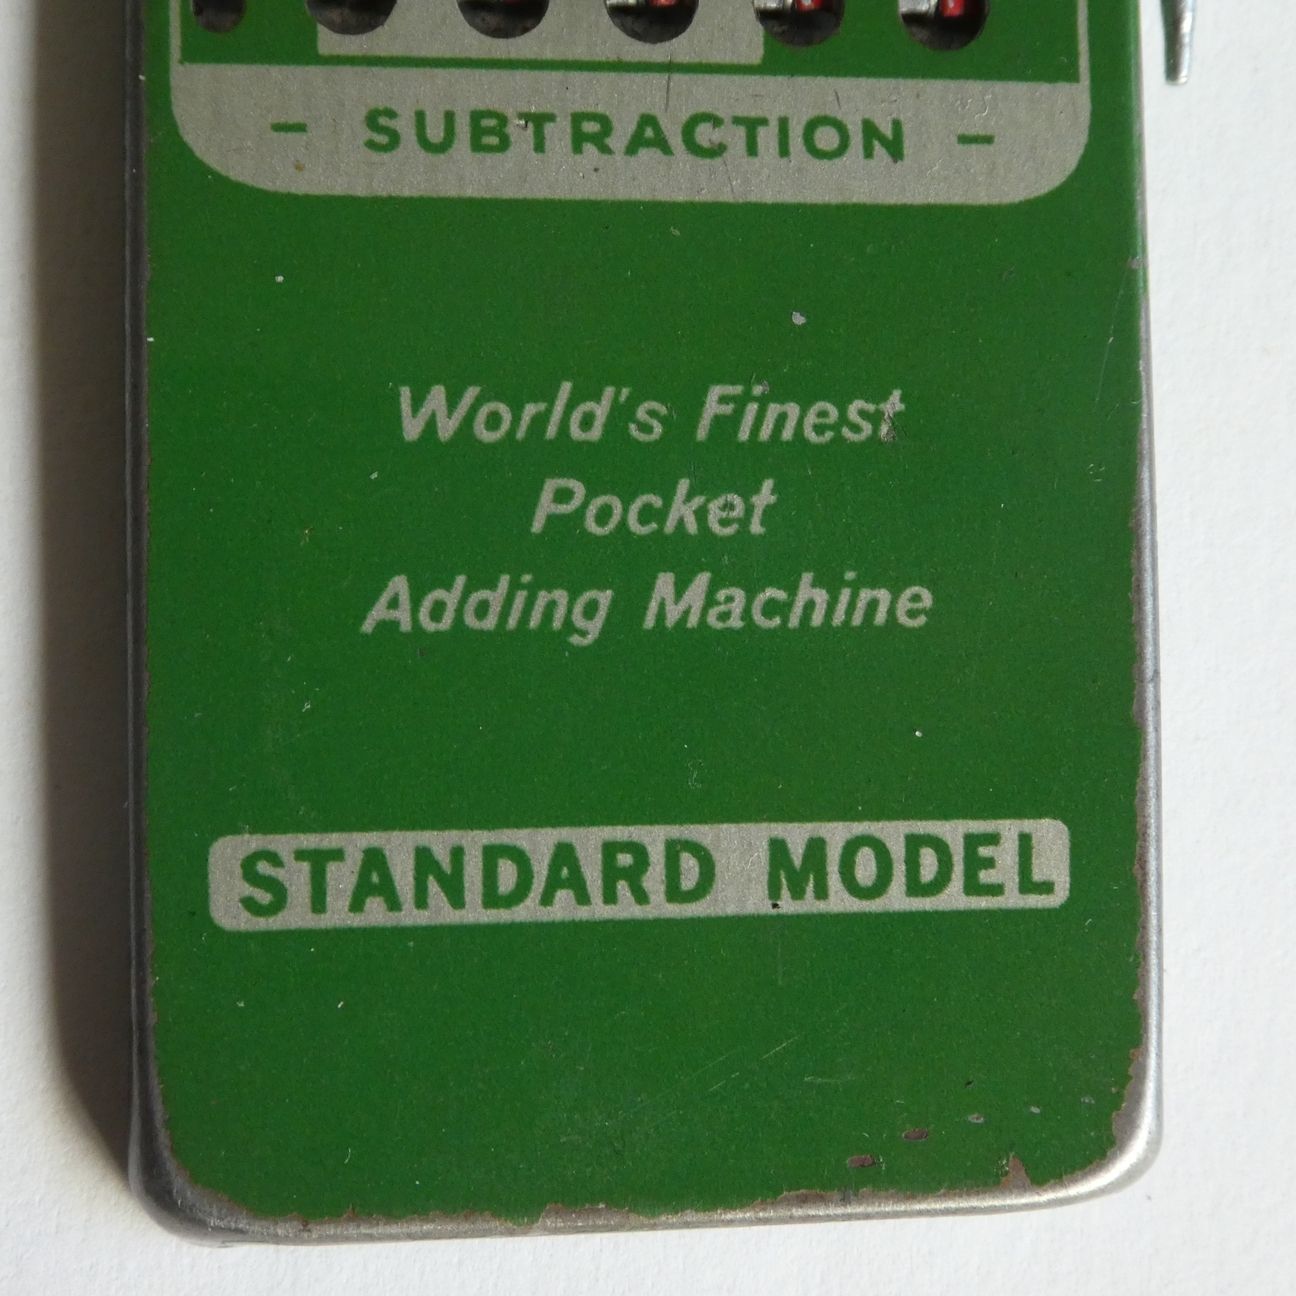 - SUBTRACTION -
World's Finest
Pocket
Adding Machine
STANDARD MODEL